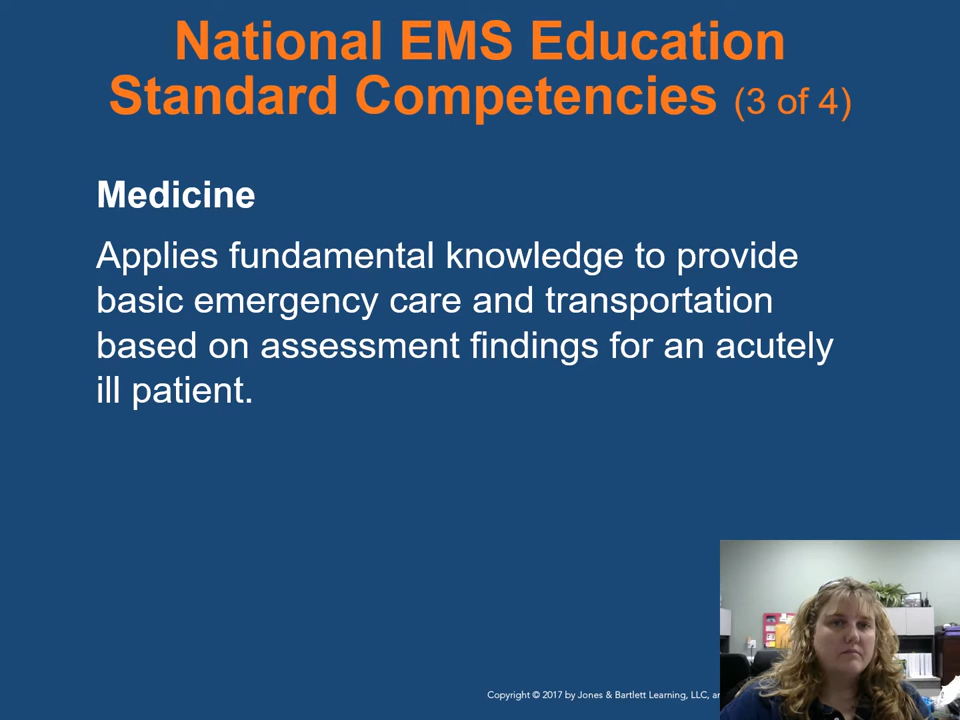 National EMS Education
Standard Competencies (3 of 4)
Medicine
Applies fundamental knowledge to provide
basic emergency care and transportation
based on assessment findings for an acutely
ill patient.
Copyright © 2017 by Jones & Bartlett Learning, LLC,